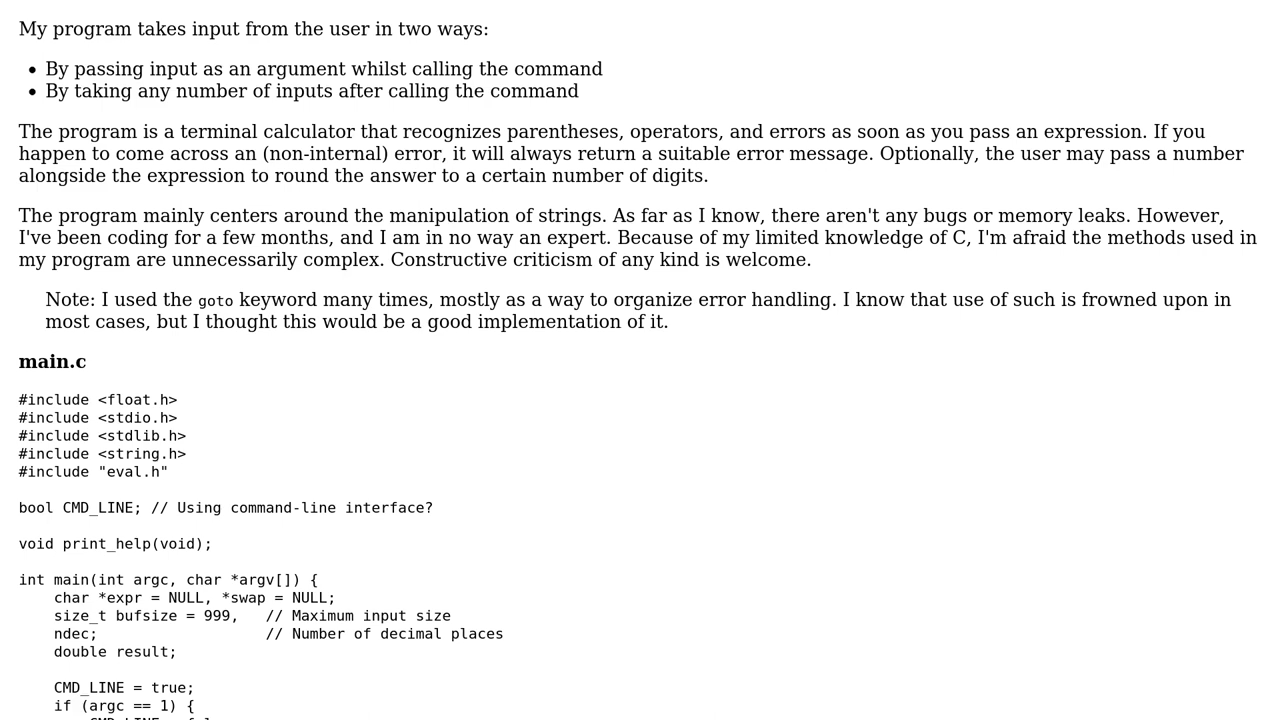 My program takes input from the user in two ways:
• By passing input as an argument whilst calling the command
• By taking any number of inputs after calling the command
The program is a terminal calculator that recognizes parentheses, operators, and errors as soon as you pass an expression. If you
happen to come across an (non-internal) error, it will always return a suitable error message. Optionally, the user may pass a number
alongside the expression to round the answer to a certain number of digits.
The program mainly centers around the manipulation of strings. As far as I know, there aren't any bugs or memory leaks. However,
I've been coding for a few months, and I am in no way an expert. Because of my limited knowledge of C, I'm afraid the methods used in
my program are unnecessarily complex. Constructive criticism of any kind is welcome.
Note: I used the goto keyword many times, mostly as a way to organize error handling. I know that use of such is frowned upon in
most cases, but I thought this would be a good implementation of it.
main.c
#include <float.h>
#include <stdio.h>
#include <stdlib.h>
#include <string.h>
#include "eval.h"
bool CMD_LINE; // Using command-line interface?
void print_help(void);
int main(int argc, char *argv[]) {
    char *expr = NULL, *swap = NULL;
    size_t bufsize = 999,   // Maximum input size
    ndec;                   // Number of decimal places
    double result;
    CMD_LINE = true;
    if (argc == 1) {